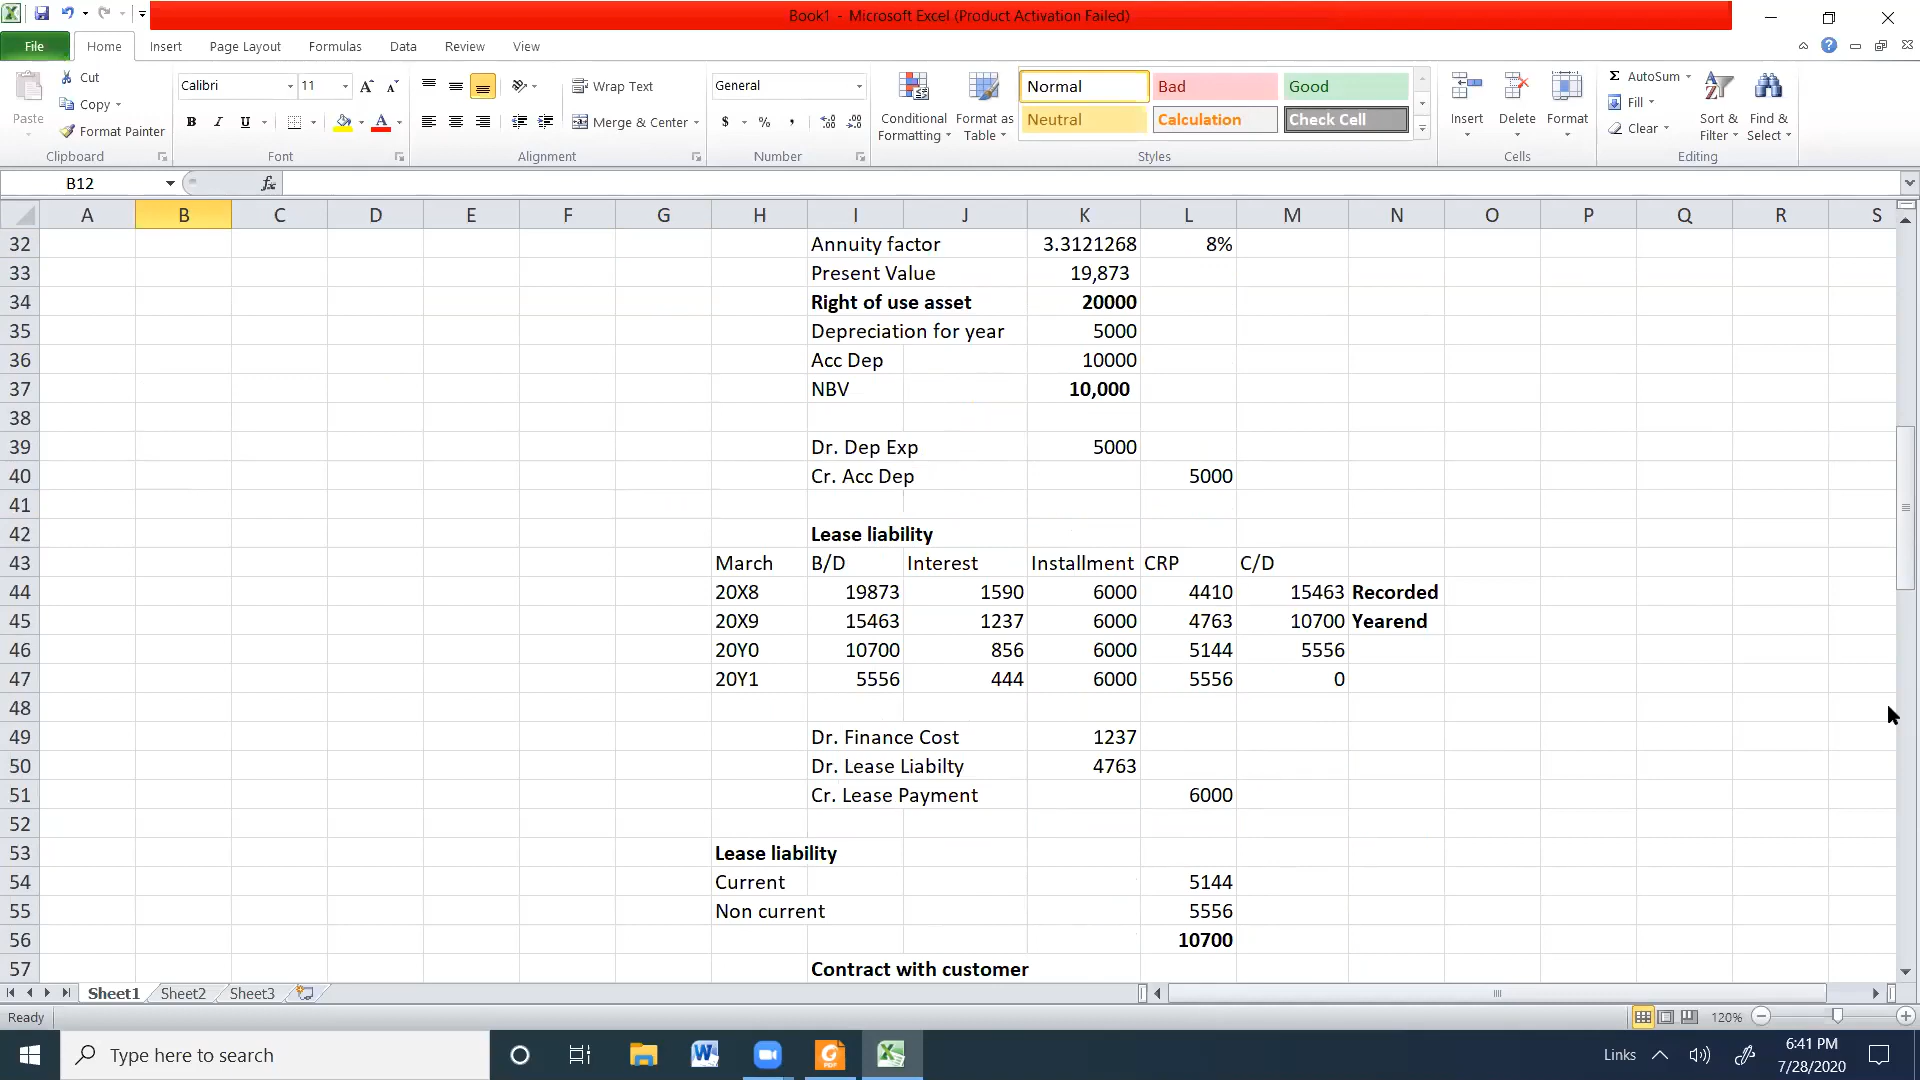 Book1 - Microsoft Excel (Product Activation Failed)
File Home Insert Page Layout Formulas Data Review View
Paste Cut Copy Format Painter Clipboard
Calibri 11 B I U Font
Wrap Text Merge & Center Alignment
General $ % , Number
Conditional Formatting Format as Table
Normal Bad Good
Neutral Calculation Check Cell
Styles
Insert Delete Format Cells
Σ AutoSum Fill Clear Sort & Filter Find & Select Editing
B12 fx
A B C D E F G H I J K L M N O P Q R S
32 Annuity factor 3.3121268 8%
33 Present Value 19,873
34 Right of use asset 20000
35 Depreciation for year 5000
36 Acc Dep 10000
37 NBV 10,000
38
39 Dr. Dep Exp 5000
40 Cr. Acc Dep 5000
41
42 Lease liability
43 March B/D Interest Installment CRP C/D
44 20X8 19873 1590 6000 4410 15463 Recorded
45 20X9 15463 1237 6000 4763 10700 Yearend
46 20Y0 10700 856 6000 5144 5556
47 20Y1 5556 444 6000 5556 0
48
49 Dr. Finance Cost 1237
50 Dr. Lease Liabilty 4763
51 Cr. Lease Payment 6000
52
53 Lease liability
54 Current 5144
55 Non current 5556
56 10700
57 Contract with customer
Sheet1 Sheet2 Sheet3
Ready 120%
Type here to search
Links 6:41 PM
7/28/2020